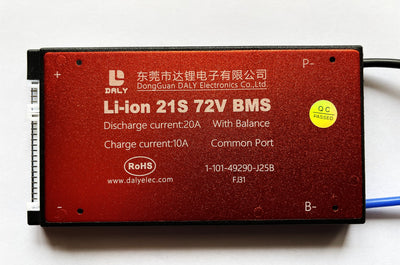 +
P-
DALY
东莞市达锂电子有限公司
DongGuan DALY Electronics Co.,Ltd.
Li-ion 21S 72V BMS
Discharge current:20A With Balance
Charge current:10A Common Port
QC
PASSED
RoHS
www.dalyelec.com
1-101-49290-J25B
FJ31
-
B-